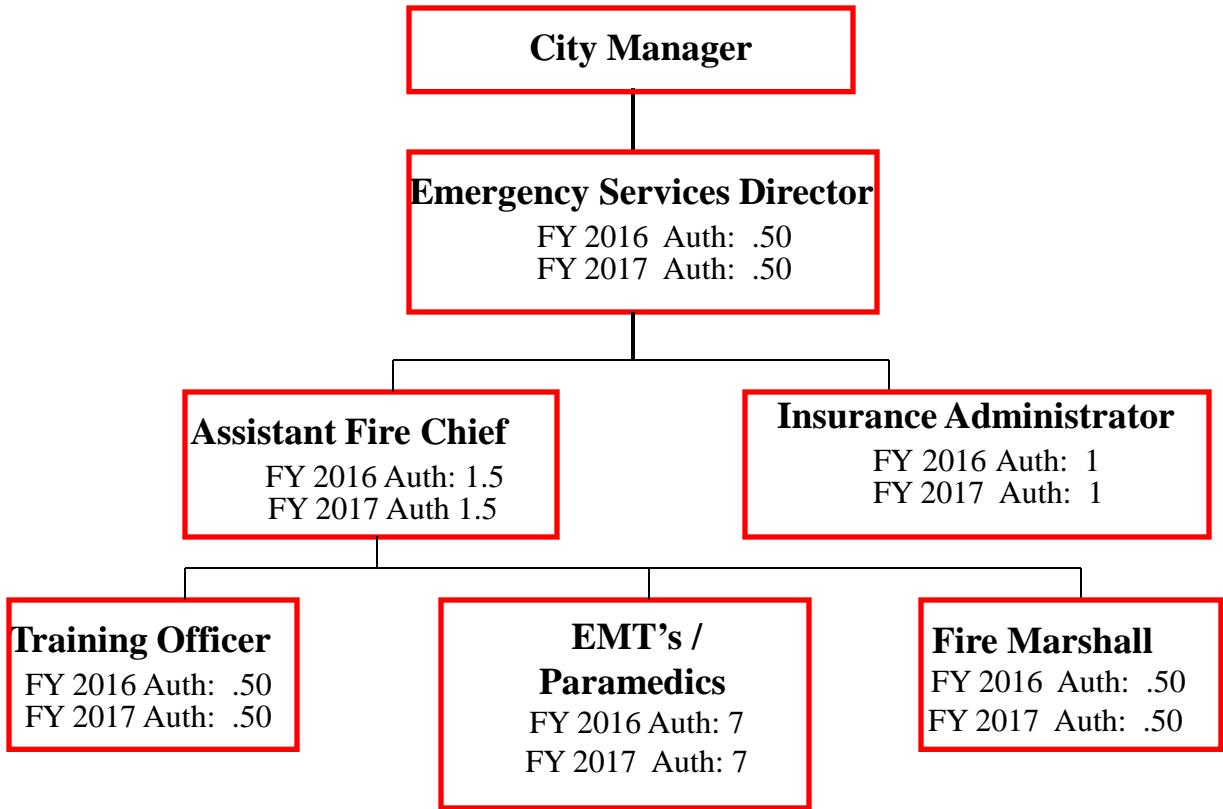 City Manager
Emergency Services Director
FY 2016 Auth: .50
FY 2017 Auth: .50
Assistant Fire Chief
FY 2016 Auth: 1.5
FY 2017 Auth 1.5
Insurance Administrator
FY 2016 Auth: 1
FY 2017 Auth: 1
Training Officer
FY 2016 Auth: .50
FY 2017 Auth: .50
EMT’s /
Paramedics
FY 2016 Auth: 7
FY 2017 Auth: 7
Fire Marshall
FY 2016 Auth: .50
FY 2017 Auth: .50